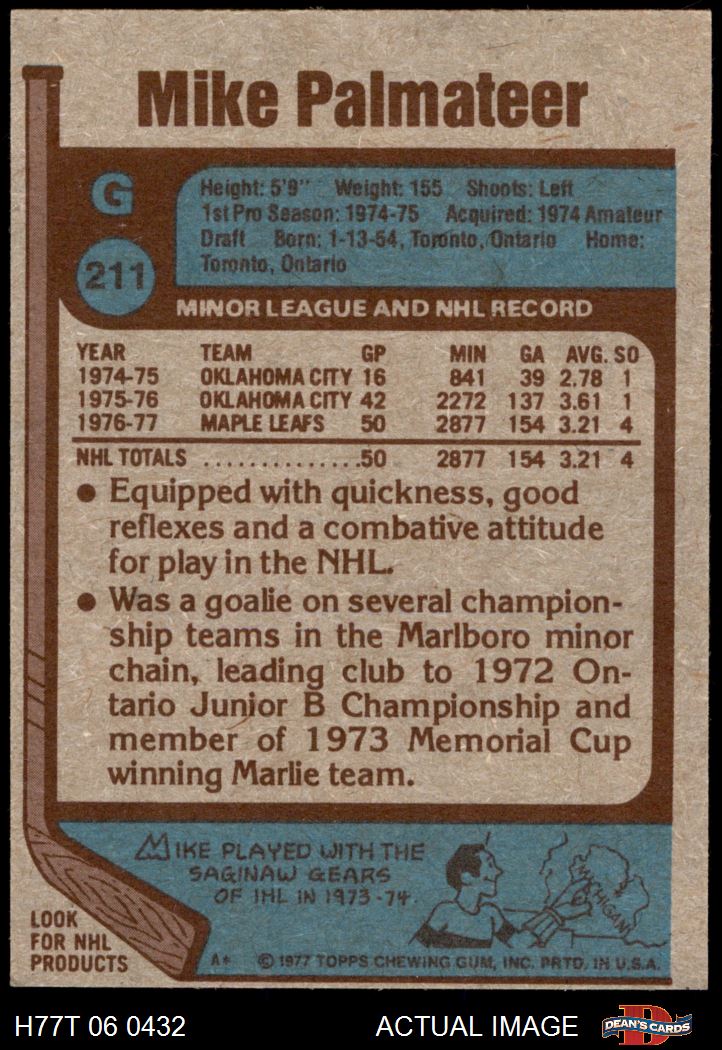 Mike Palmateer
G
211
Height: 5'9" Weight: 155 Shoots: Left
1st Pro Season: 1974-75 Acquired: 1974 Amateur
Draft Born: 1-13-54, Toronto, Ontario Home:
Toronto, Ontario
MINOR LEAGUE AND NHL RECORD
YEAR TEAM GP MIN GA AVG. SO
1974-75 OKLAHOMA CITY 16 841 39 2.78 1
1975-76 OKLAHOMA CITY 42 2272 137 3.61 1
1976-77 MAPLE LEAFS 50 2877 154 3.21 4
NHL TOTALS ..............50 2877 154 3.21 4
● Equipped with quickness, good
reflexes and a combative attitude
for play in the NHL.
● Was a goalie on several champion-
ship teams in the Marlboro minor
chain, leading club to 1972 On-
tario Junior B Championship and
member of 1973 Memorial Cup
winning Marlie team.
MIKE PLAYED WITH THE
SAGINAW GEARS
OF IHL IN 1973-74.
MICHIGAN
LOOK
FOR NHL
PRODUCTS
A* © 1977 TOPPS CHEWING GUM, INC. PRTD. IN U.S.A.
H77T 06 0432 ACTUAL IMAGE D DEAN'S CARDS